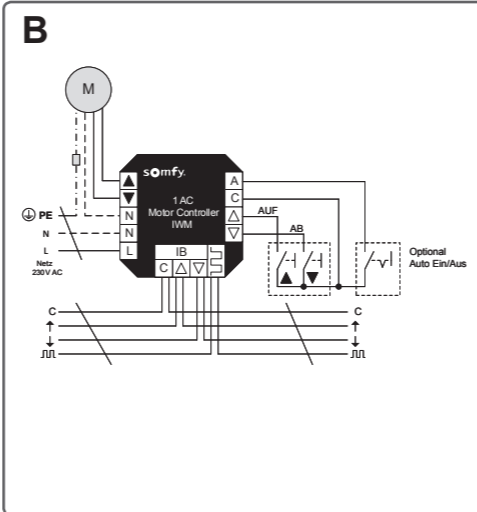 B
M
somfy.
1 AC
Motor Controller
IWM
A
C
AUF
N
N
L
AB
PE
N
L
Netz
230V AC
IB
C
Optional
Auto Ein/Aus
C
C